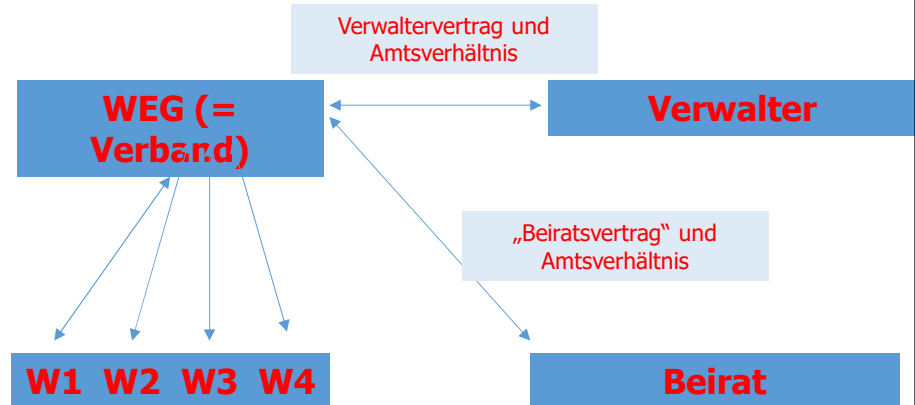 Verwaltervertrag und
Amtsverhältnis
WEG (=
Verband)
Verwalter
„Beiratsvertrag“ und
Amtsverhältnis
W1 W2 W3 W4
Beirat